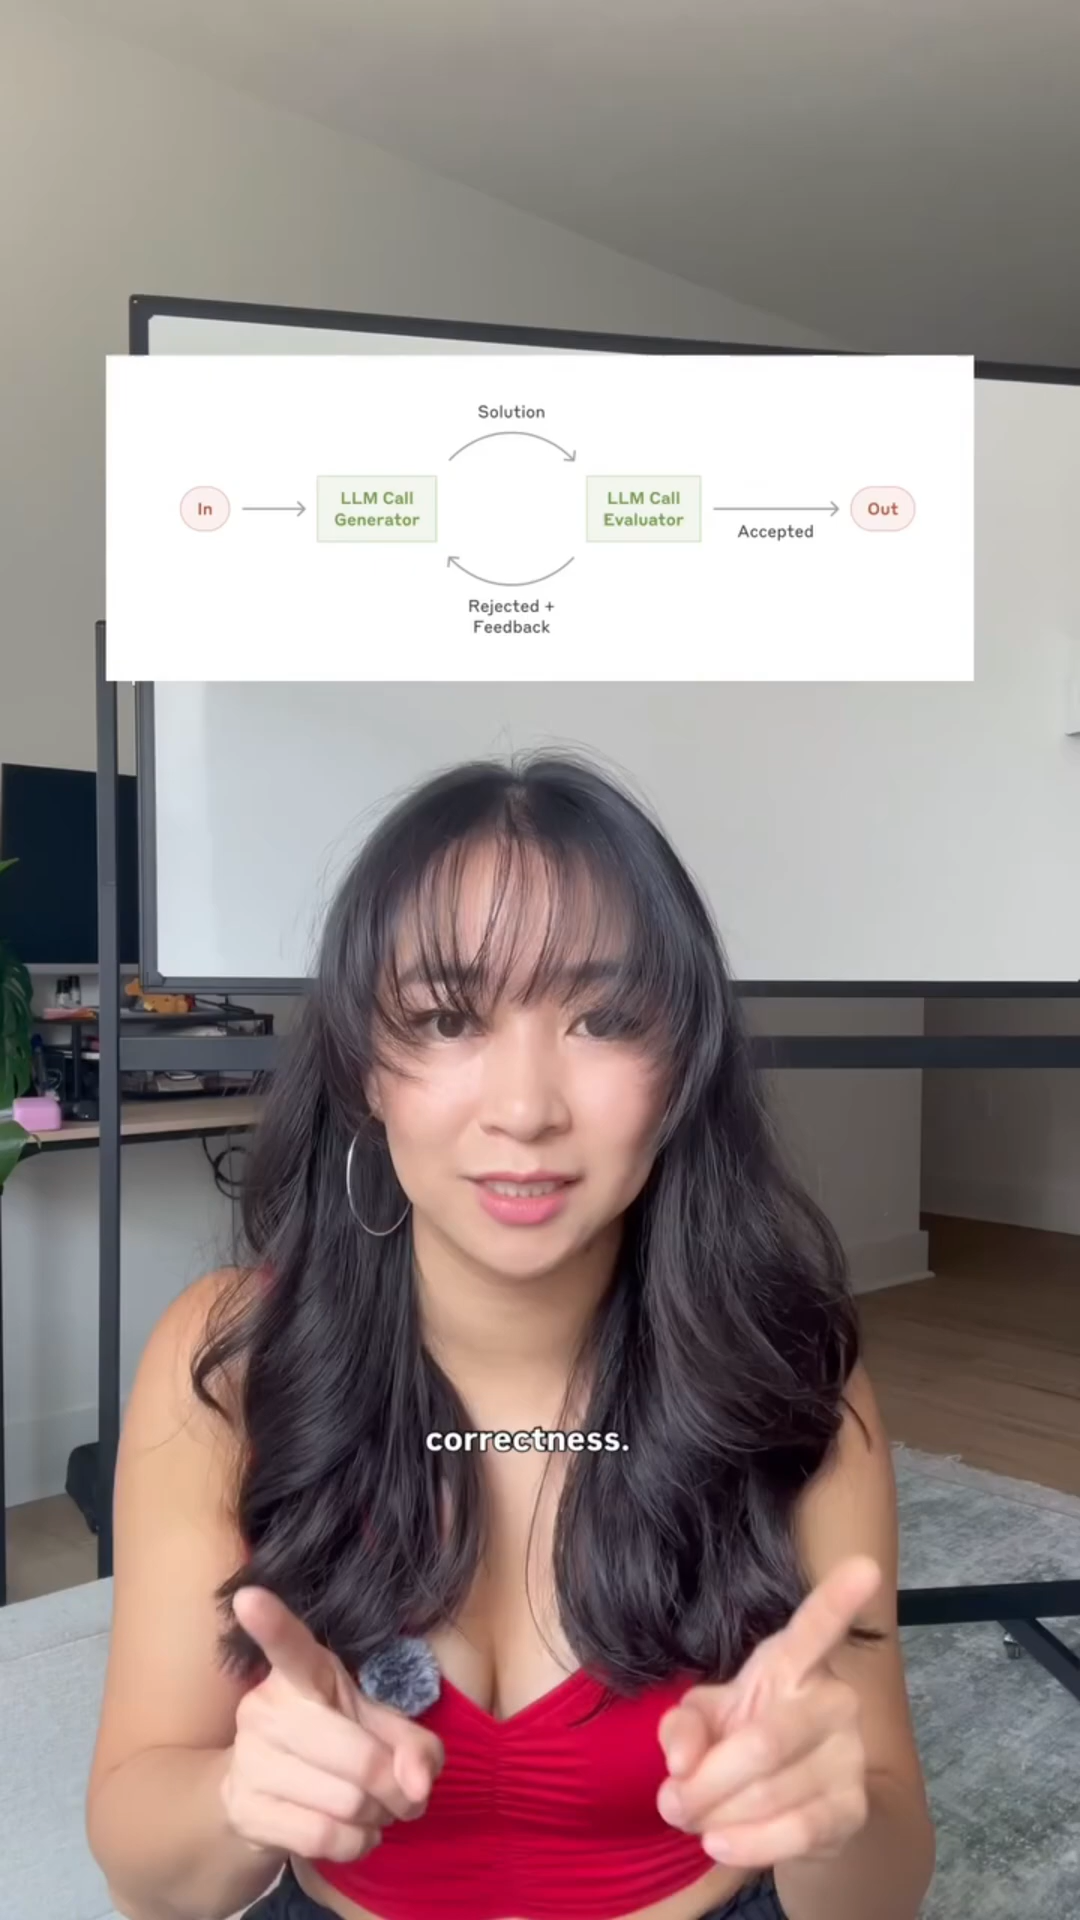 Solution
In
LLM Call
Generator
LLM Call
Evaluator
Accepted
Out
Rejected +
Feedback
correctness.